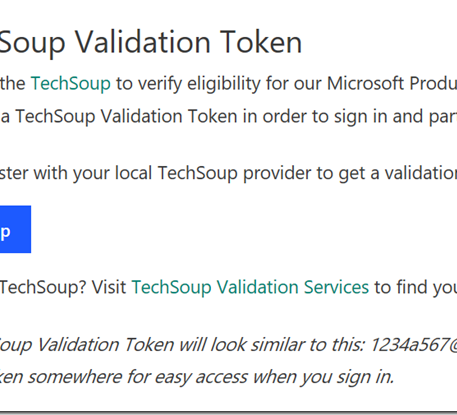 Soup Validation Token
the TechSoup to verify eligibility for our Microsoft Produ
a TechSoup Validation Token in order to sign in and par
ster with your local TechSoup provider to get a validatio
p
TechSoup? Visit TechSoup Validation Services to find you
oup Validation Token will look similar to this: 1234a567@
ken somewhere for easy access when you sign in.